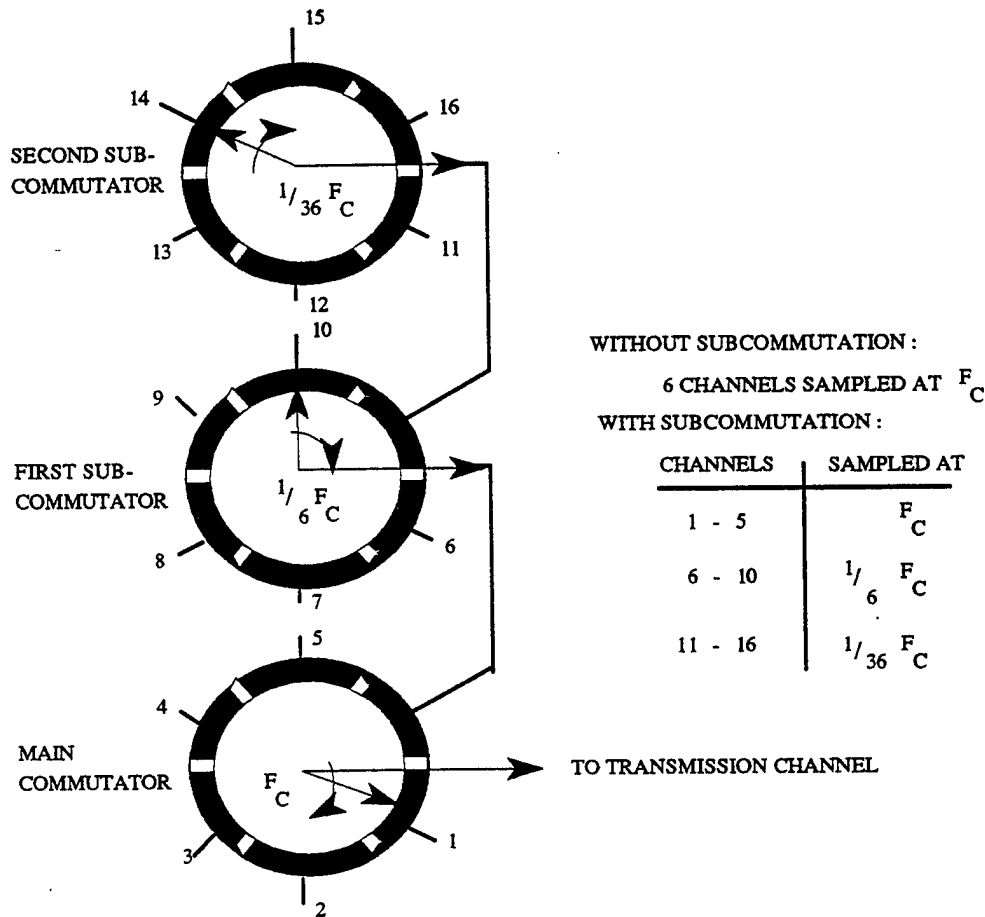 15
14
16
SECOND SUB-
COMMUTATOR
1/36 FC
13
11
12
10
9
FIRST SUB-
COMMUTATOR
1/6 FC
8
6
7
5
4
MAIN
COMMUTATOR
FC
3
1
2
TO TRANSMISSION CHANNEL
WITHOUT SUBCOMMUTATION :
6 CHANNELS SAMPLED AT FC
WITH SUBCOMMUTATION :
CHANNELS SAMPLED AT
1 - 5 FC
6 - 10 1/6 FC
11 - 16 1/36 FC